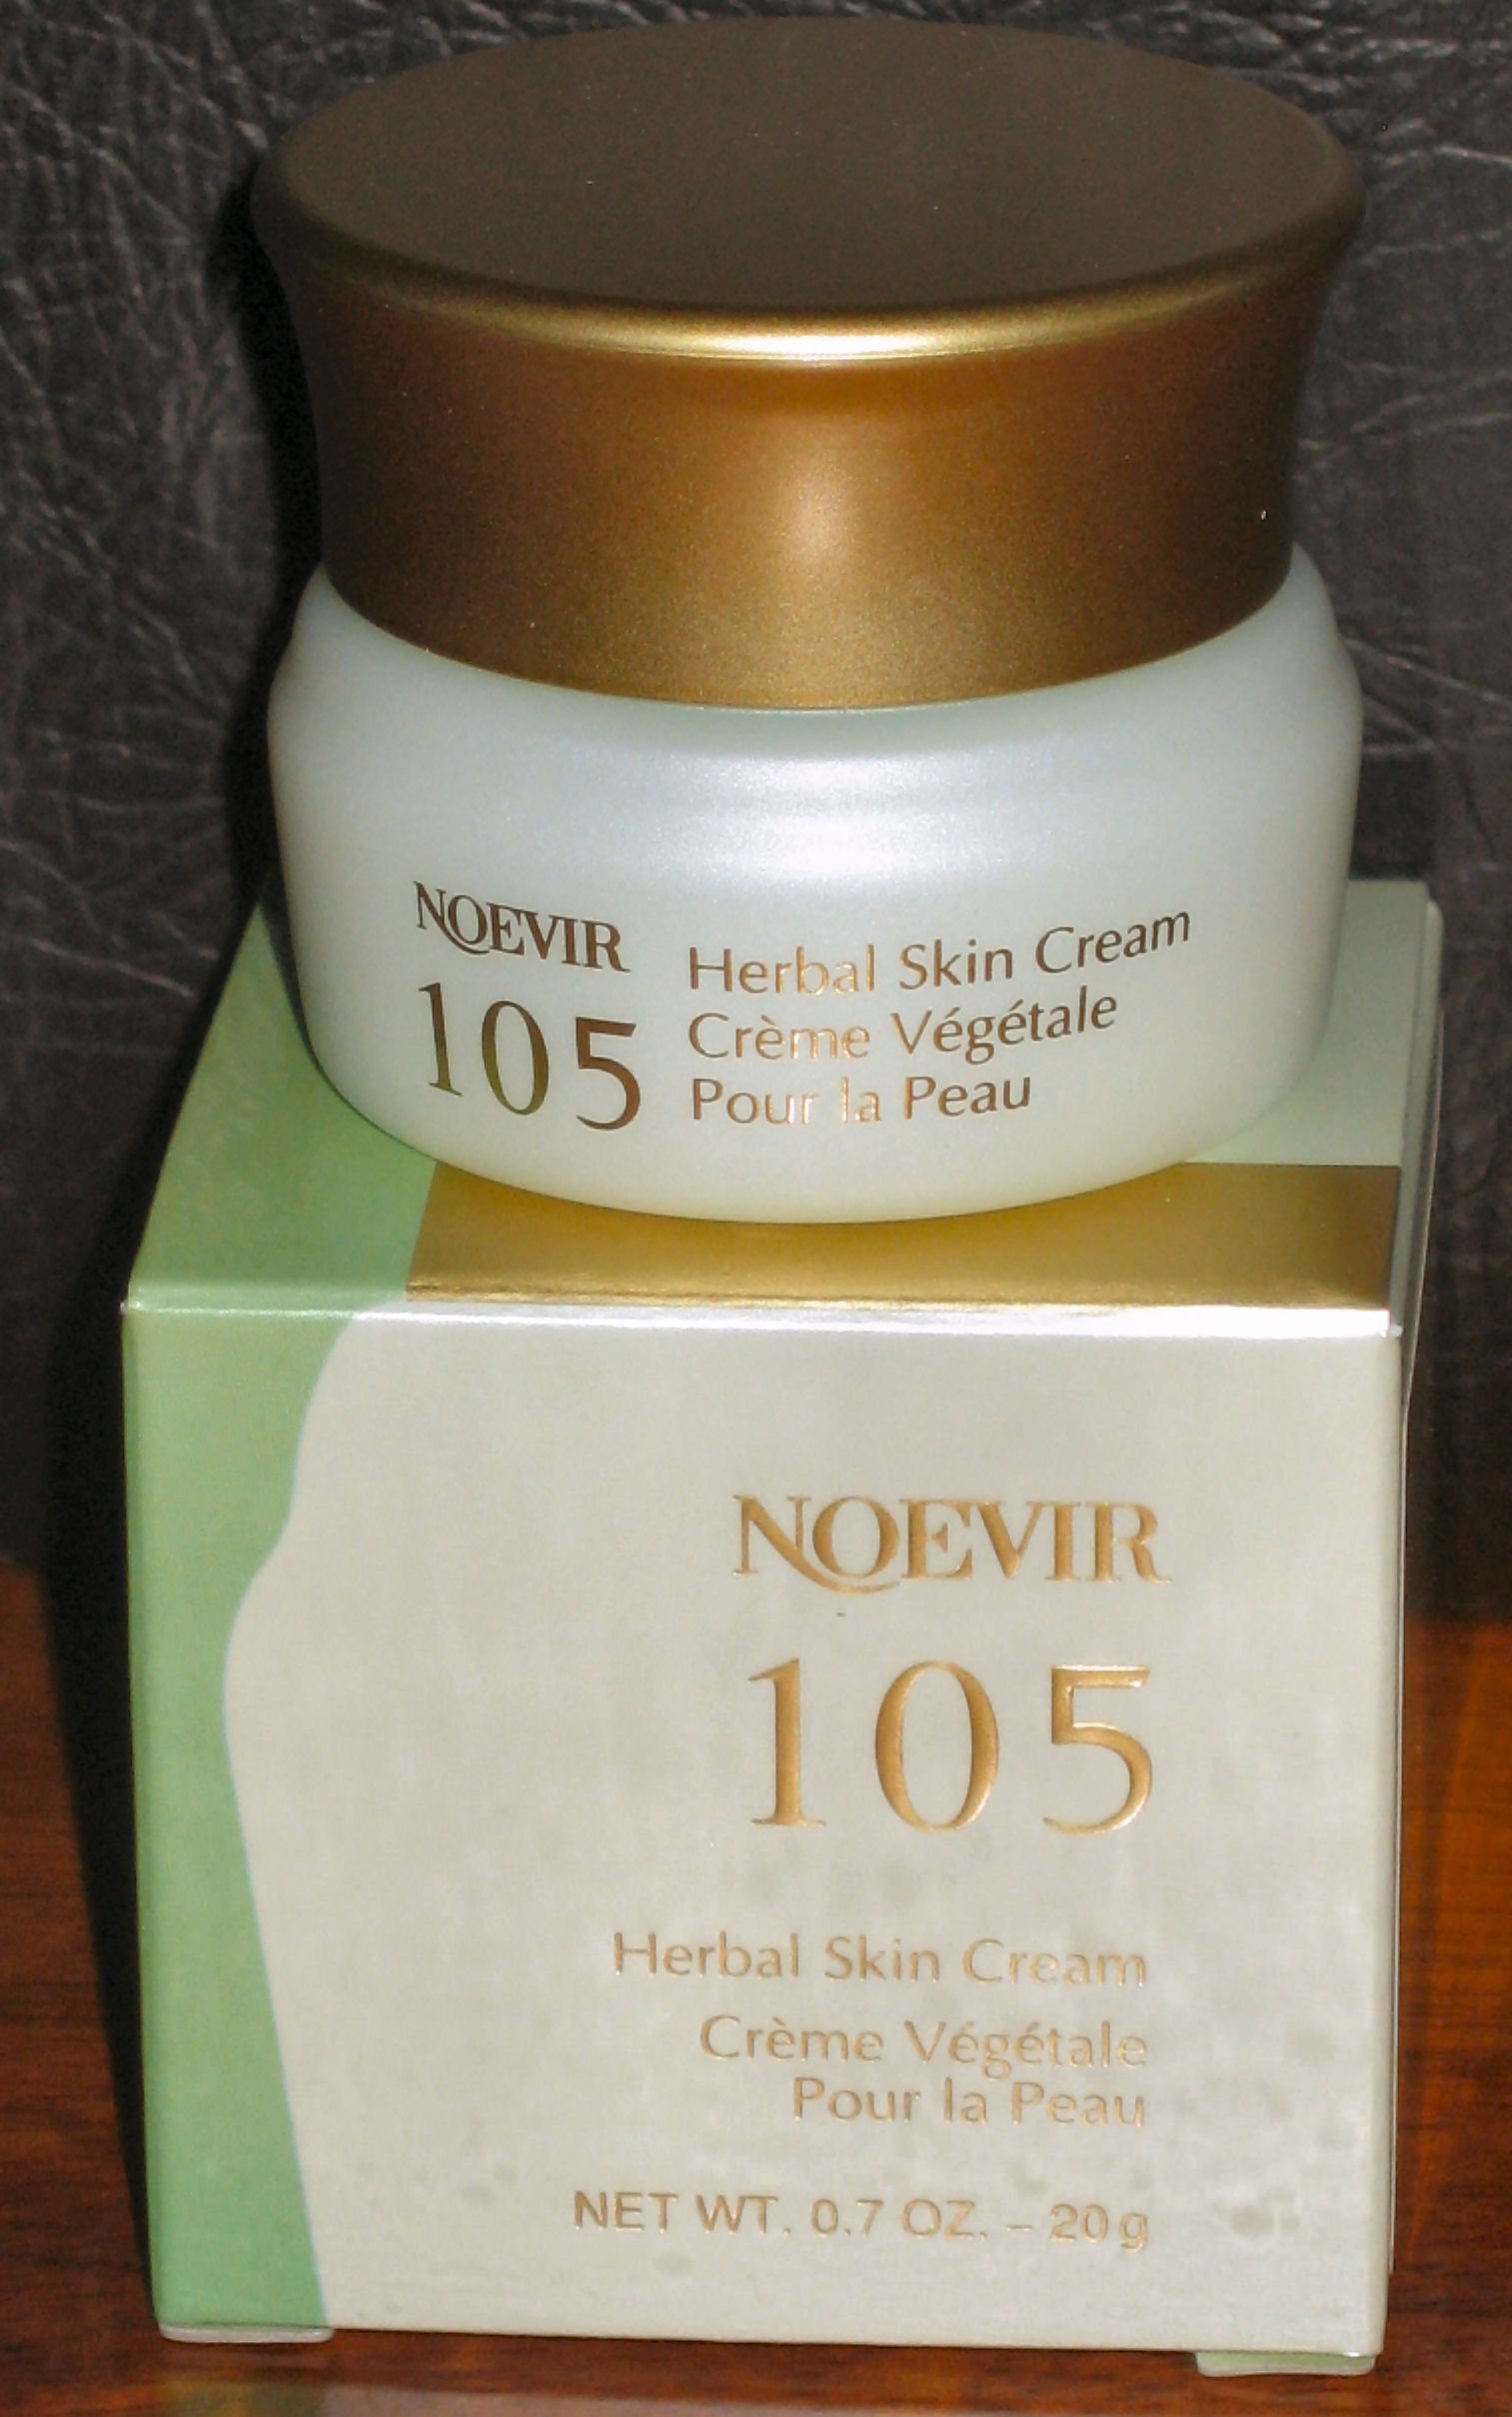 NOEVIR
105
Herbal Skin Cream
Crème Végétale
Pour la Peau
NOEVIR
105
Herbal Skin Cream
Crème Végétale
Pour la Peau
NET WT. 0.7 OZ. – 20g